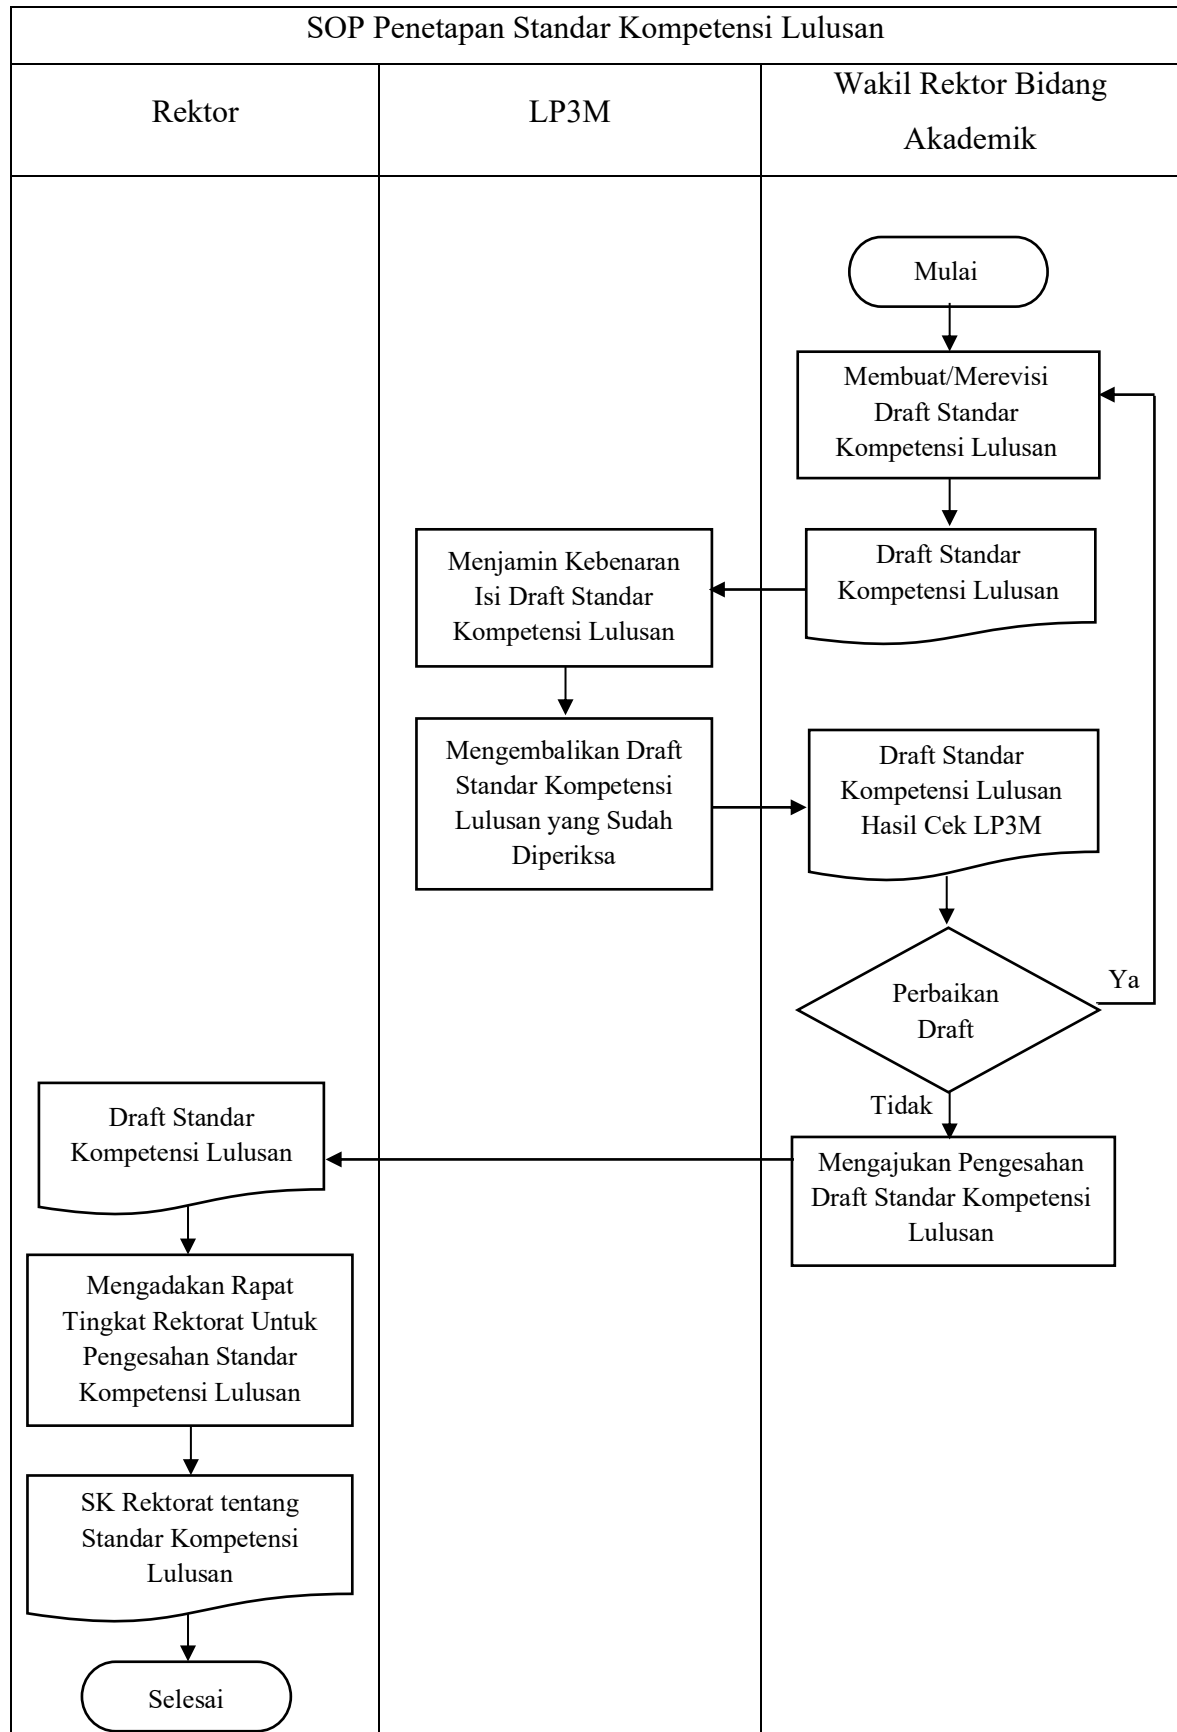 SOP Penetapan Standar Kompetensi Lulusan
Rektor
LP3M
Wakil Rektor Bidang
Akademik
Mulai
Membuat/Merevisi
Draft Standar
Kompetensi Lulusan
Draft Standar
Kompetensi Lulusan
Menjamin Kebenaran
Isi Draft Standar
Kompetensi Lulusan
Mengembalikan Draft
Standar Kompetensi
Lulusan yang Sudah
Diperiksa
Draft Standar
Kompetensi Lulusan
Hasil Cek LP3M
Perbaikan
Draft
Ya
Tidak
Mengajukan Pengesahan
Draft Standar Kompetensi
Lulusan
Draft Standar
Kompetensi Lulusan
Mengadakan Rapat
Tingkat Rektorat Untuk
Pengesahan Standar
Kompetensi Lulusan
SK Rektorat tentang
Standar Kompetensi
Lulusan
Selesai